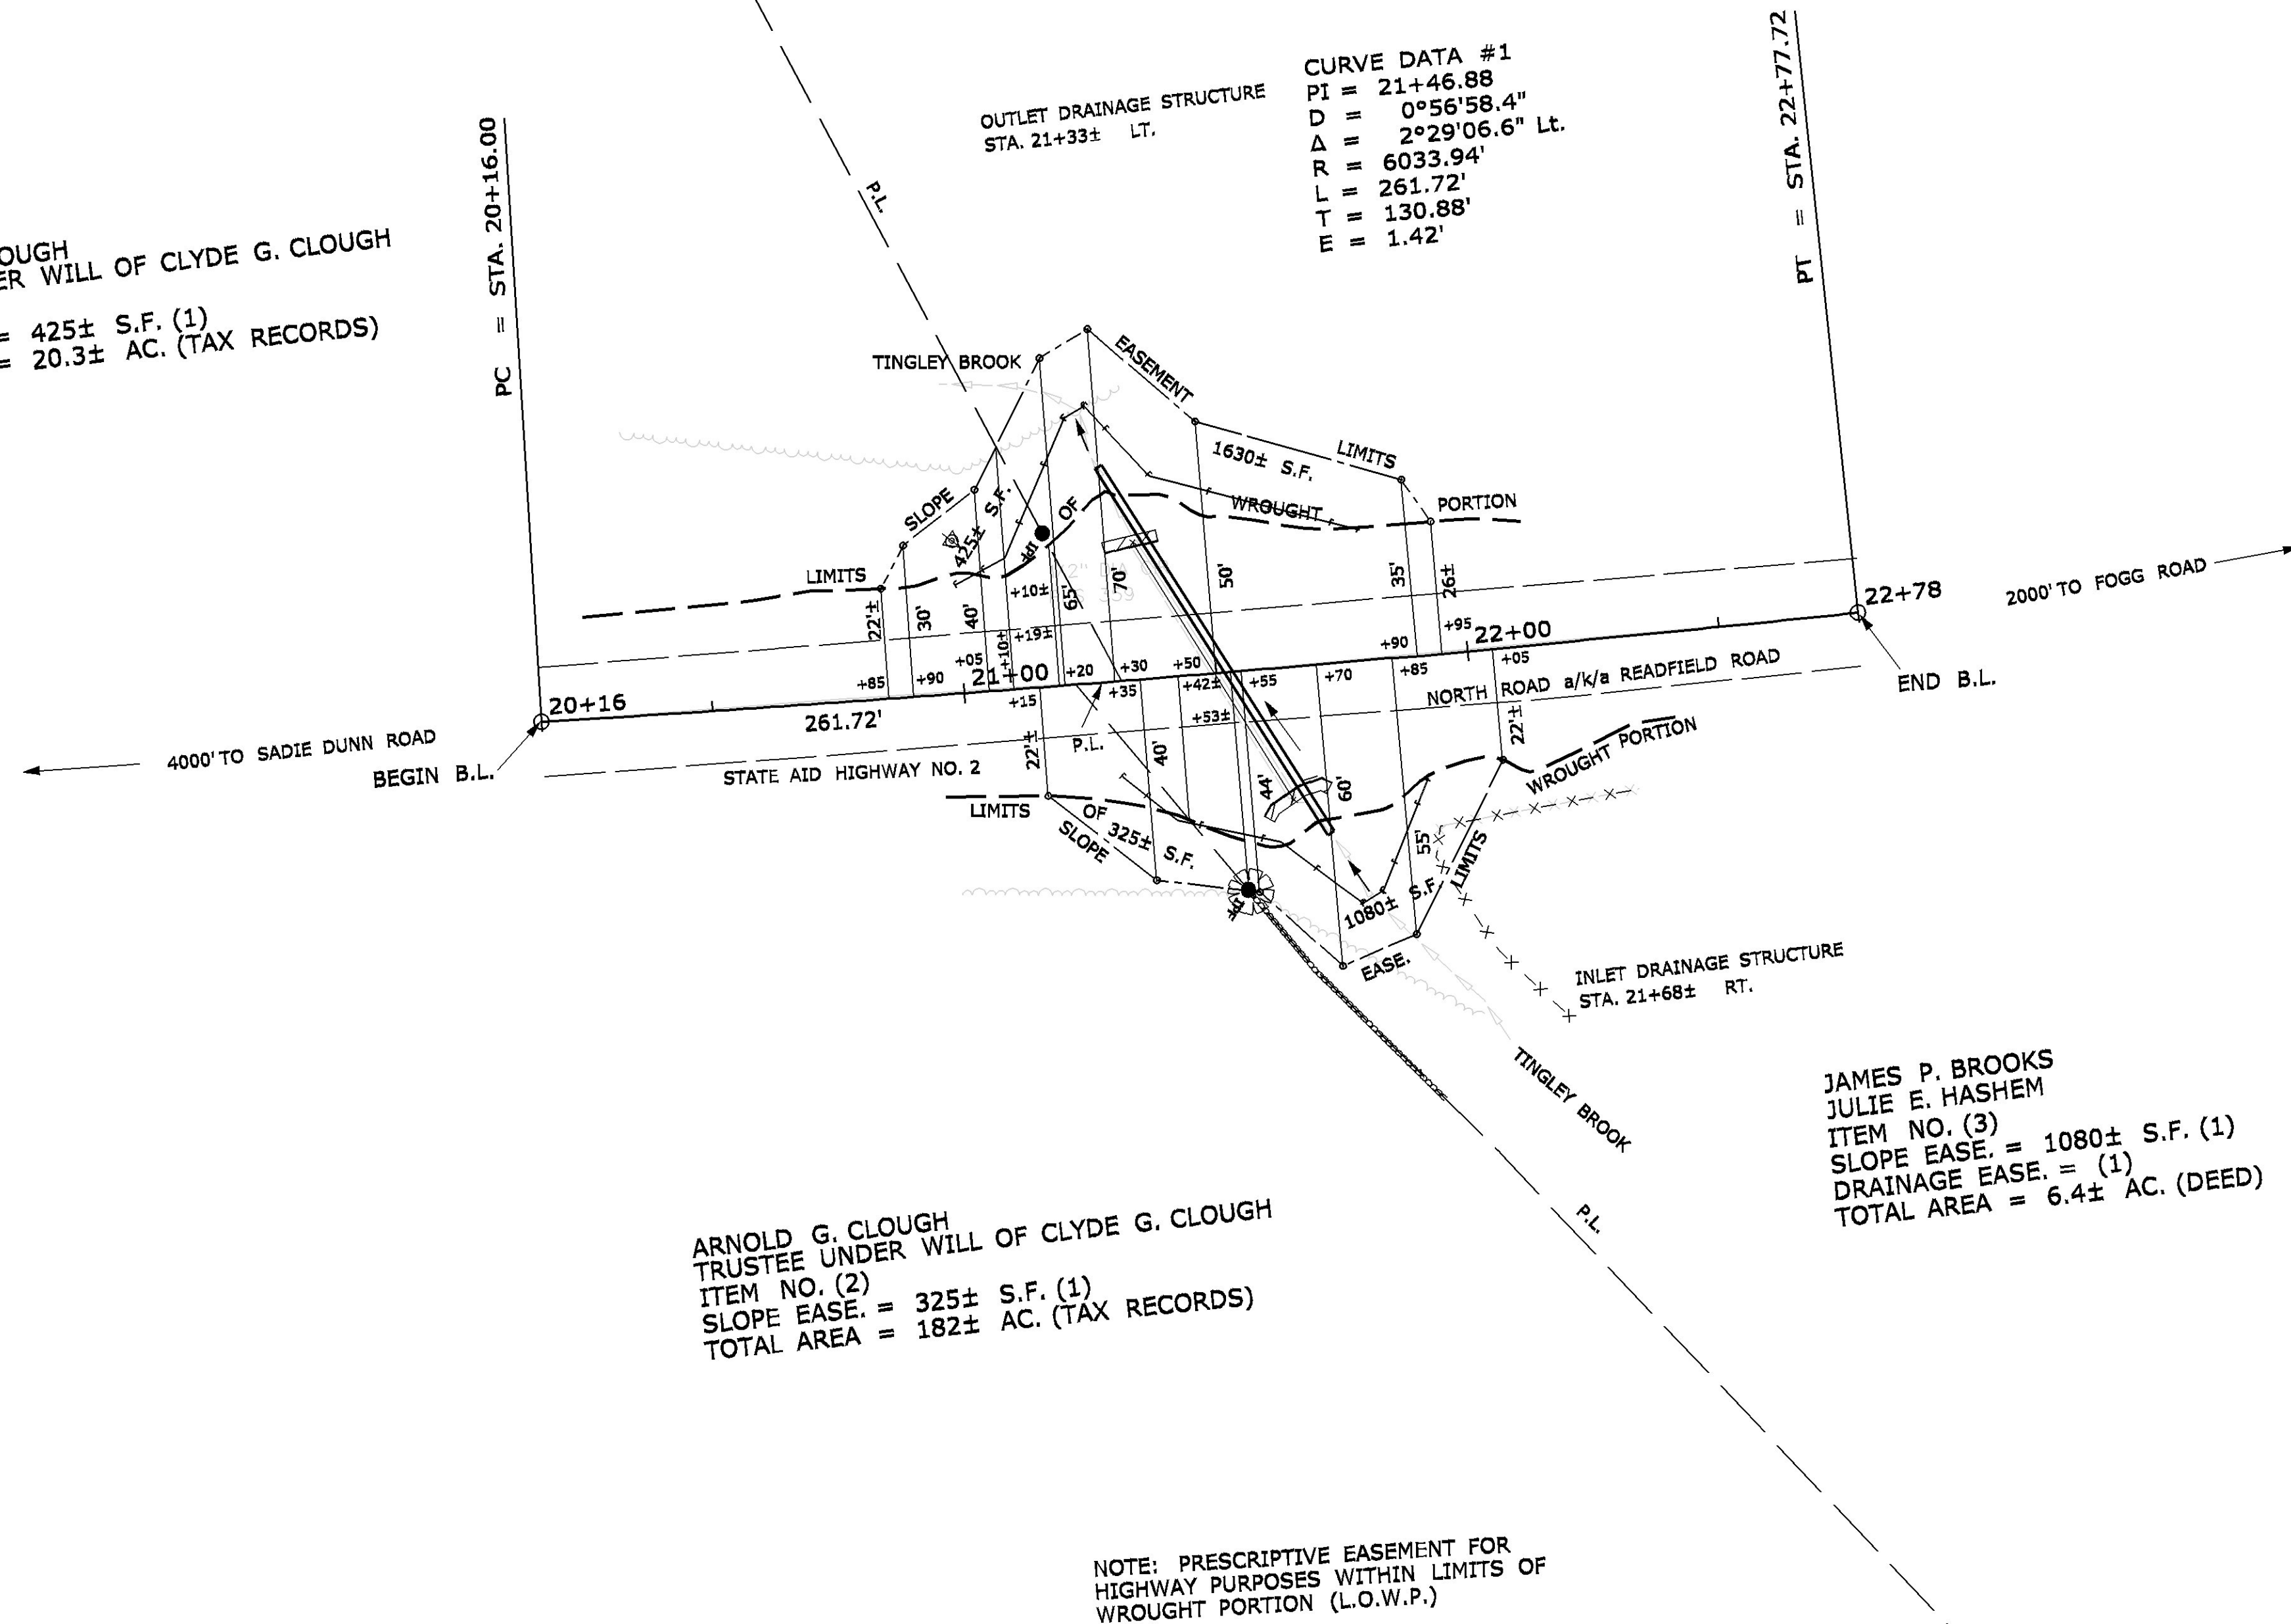 CURVE DATA #1
PI = 21+46.88
D = 0°56'58.4"
Δ = 2°29'06.6" Lt.
R = 6033.94'
L = 261.72'
T = 130.88'
E = 1.42'
OUTLET DRAINAGE STRUCTURE
STA. 21+33± LT.
PC = STA. 20+16.00
PT = STA. 22+77.72
P.L.
OUGH
ER WILL OF CLYDE G. CLOUGH
= 425± S.F. (1)
= 20.3± AC. (TAX RECORDS)
TINGLEY BROOK
EASEMENT
LIMITS
1630± S.F.
SLOPE
425± S.F.
IPF
OF
WROUGHT
PORTION
LIMITS
22'±
30'
40'
+10±
65'
70'
50'
35'
26±
+19±
+10±
+05
+85
+90
21+00
+20
+30
+50
+90
+95
22+00
22+78
2000' TO FOGG ROAD
20+16
261.72'
+15
+35
+42±
+53±
+55
+70
+85
+05
NORTH ROAD a/k/a READFIELD ROAD
END B.L.
4000' TO SADIE DUNN ROAD
BEGIN B.L.
STATE AID HIGHWAY NO. 2
22'±
P.L.
40'
44'
60'
55'
22'±
WROUGHT PORTION
LIMITS
OF
SLOPE
325± S.F.
IPF
1080± S.F.
LIMITS
EASE.
INLET DRAINAGE STRUCTURE
STA. 21+68± RT.
TINGLEY BROOK
P.L.
JAMES P. BROOKS
JULIE E. HASHEM
ITEM NO. (3)
SLOPE EASE. = 1080± S.F. (1)
DRAINAGE EASE. = (1)
TOTAL AREA = 6.4± AC. (DEED)
ARNOLD G. CLOUGH
TRUSTEE UNDER WILL OF CLYDE G. CLOUGH
ITEM NO. (2)
SLOPE EASE. = 325± S.F. (1)
TOTAL AREA = 182± AC. (TAX RECORDS)
NOTE: PRESCRIPTIVE EASEMENT FOR
HIGHWAY PURPOSES WITHIN LIMITS OF
WROUGHT PORTION (L.O.W.P.)